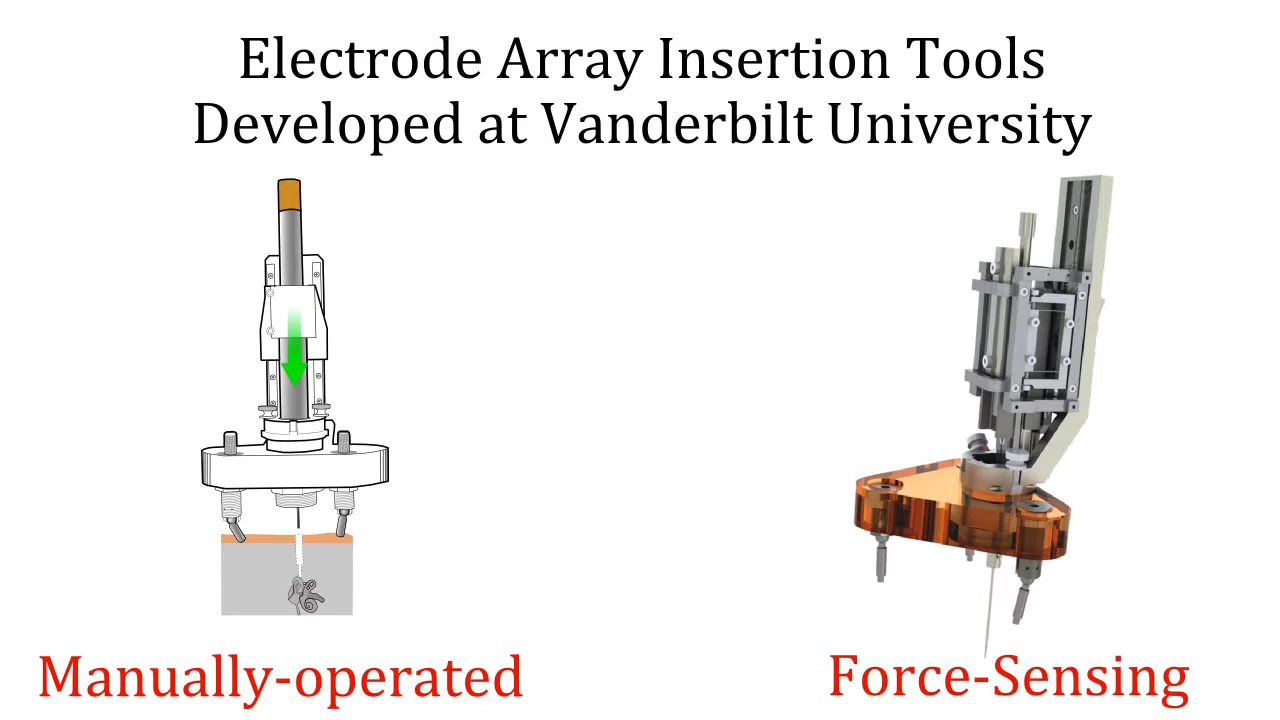 Electrode Array Insertion Tools
Developed at Vanderbilt University
Manually-operated
Force-Sensing